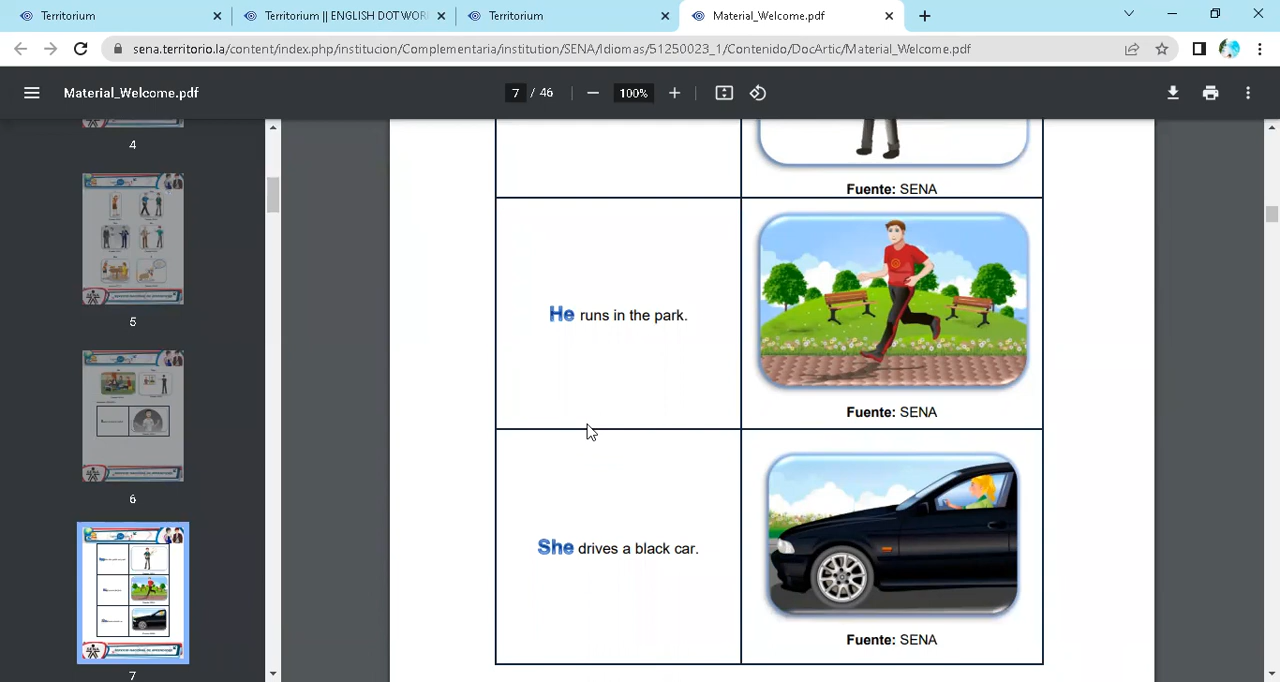 Territorium
Territorium || ENGLISH DOT WOR
Territorium
Material_Welcome.pdf
sena.territorio.la/content/index.php/institucion/Complementaria/institution/SENA/Idiomas/51250023_1/Contenido/DocArtic/Material_Welcome.pdf
Material_Welcome.pdf
7 / 46
100%
4
5
6
7
Fuente: SENA
He runs in the park.
Fuente: SENA
She drives a black car.
Fuente: SENA